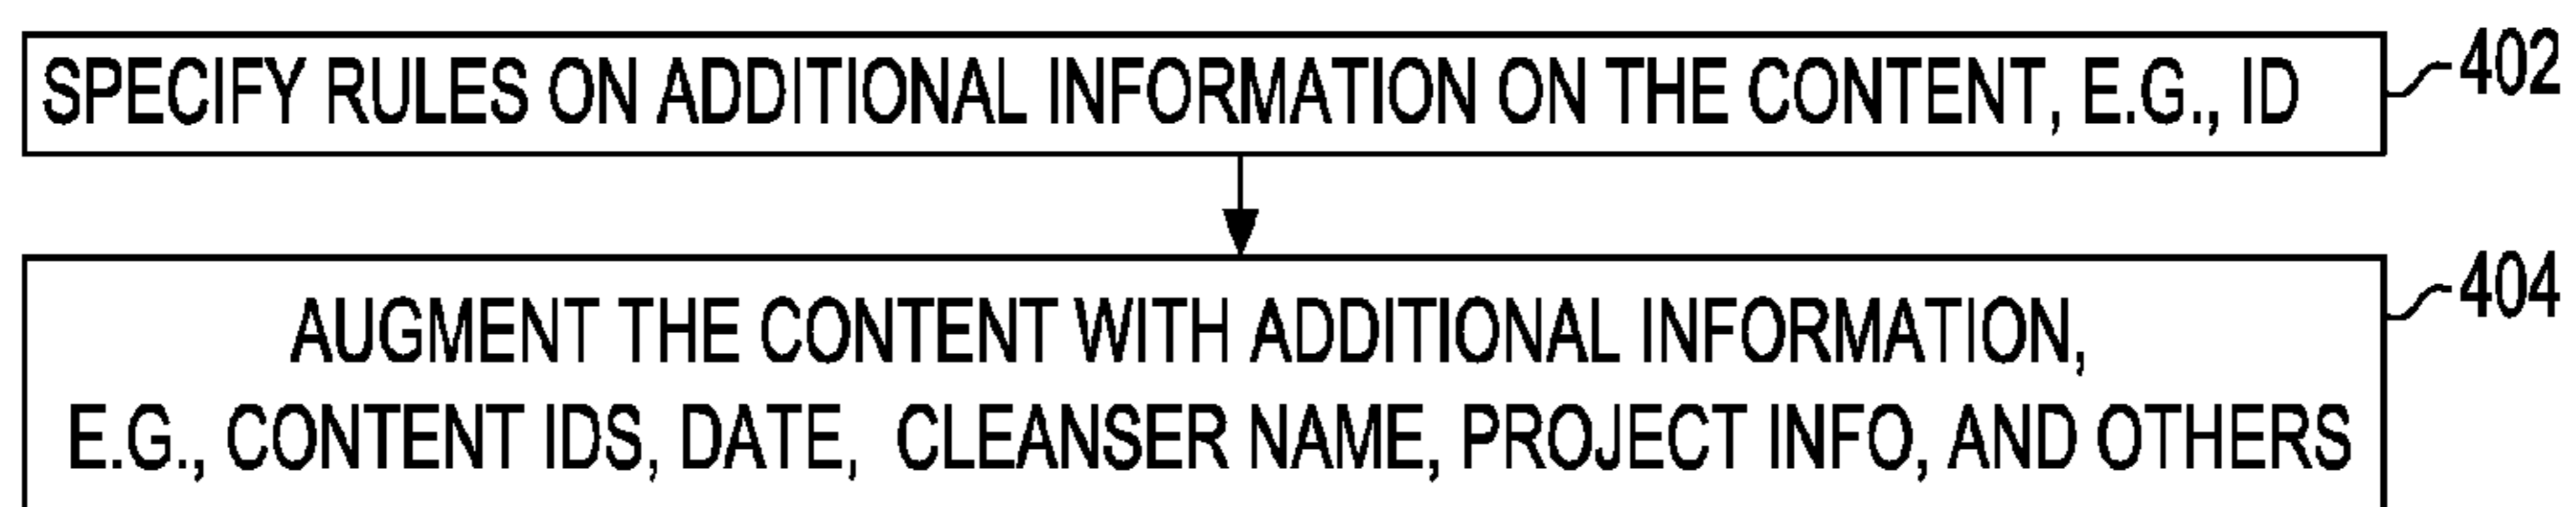 SPECIFY RULES ON ADDITIONAL INFORMATION ON THE CONTENT, E.G., ID
402
404
AUGMENT THE CONTENT WITH ADDITIONAL INFORMATION,
E.G., CONTENT IDS, DATE, CLEANSER NAME, PROJECT INFO, AND OTHERS